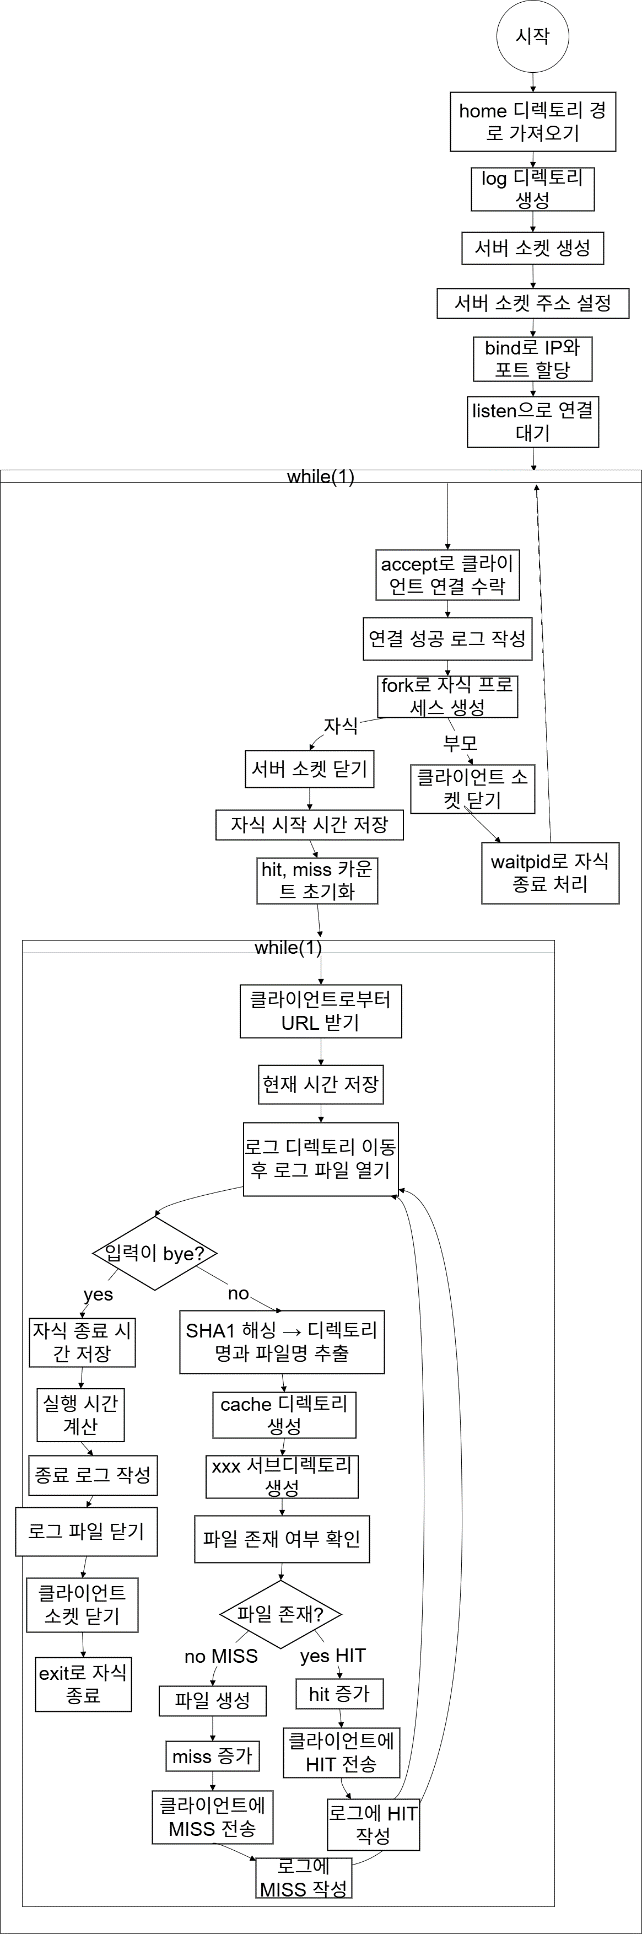 시작
home 디렉토리 경
로 가져오기
log 디렉토리
생성
서버 소켓 생성
서버 소켓 주소 설정
bind로 IP와
포트 할당
listen으로 연결
대기
while(1)
accept로 클라이
언트 연결 수락
연결 성공 로그 작성
fork로 자식 프로
세스 생성
자식
부모
서버 소켓 닫기
클라이언트 소
켓 닫기
자식 시작 시간 저장
waitpid로 자식
종료 처리
hit, miss 카운
트 초기화
while(1)
클라이언트로부터
URL 받기
현재 시간 저장
로그 디렉토리 이동
후 로그 파일 열기
입력이 bye?
yes
no
자식 종료 시
간 저장
실행 시간
계산
종료 로그 작성
로그 파일 닫기
클라이언트
소켓 닫기
exit로 자식
종료
SHA1 해싱 → 디렉토리
명과 파일명 추출
cache 디렉토리
생성
xxx 서브디렉토리
생성
파일 존재 여부 확인
파일 존재?
no MISS
yes HIT
파일 생성
miss 증가
클라이언트에
MISS 전송
로그에
MISS 작성
hit 증가
클라이언트에
HIT 전송
로그에 HIT
작성